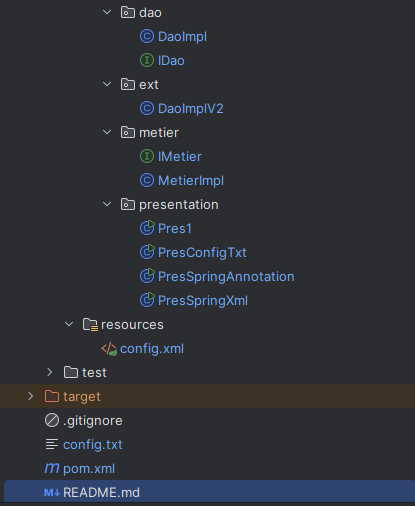 dao
DaoImpl
IDao
ext
DaoImplV2
metier
IMetier
MetierImpl
presentation
Pres1
PresConfigTxt
PresSpringAnnotation
PresSpringXml
resources
config.xml
test
target
.gitignore
config.txt
pom.xml
README.md